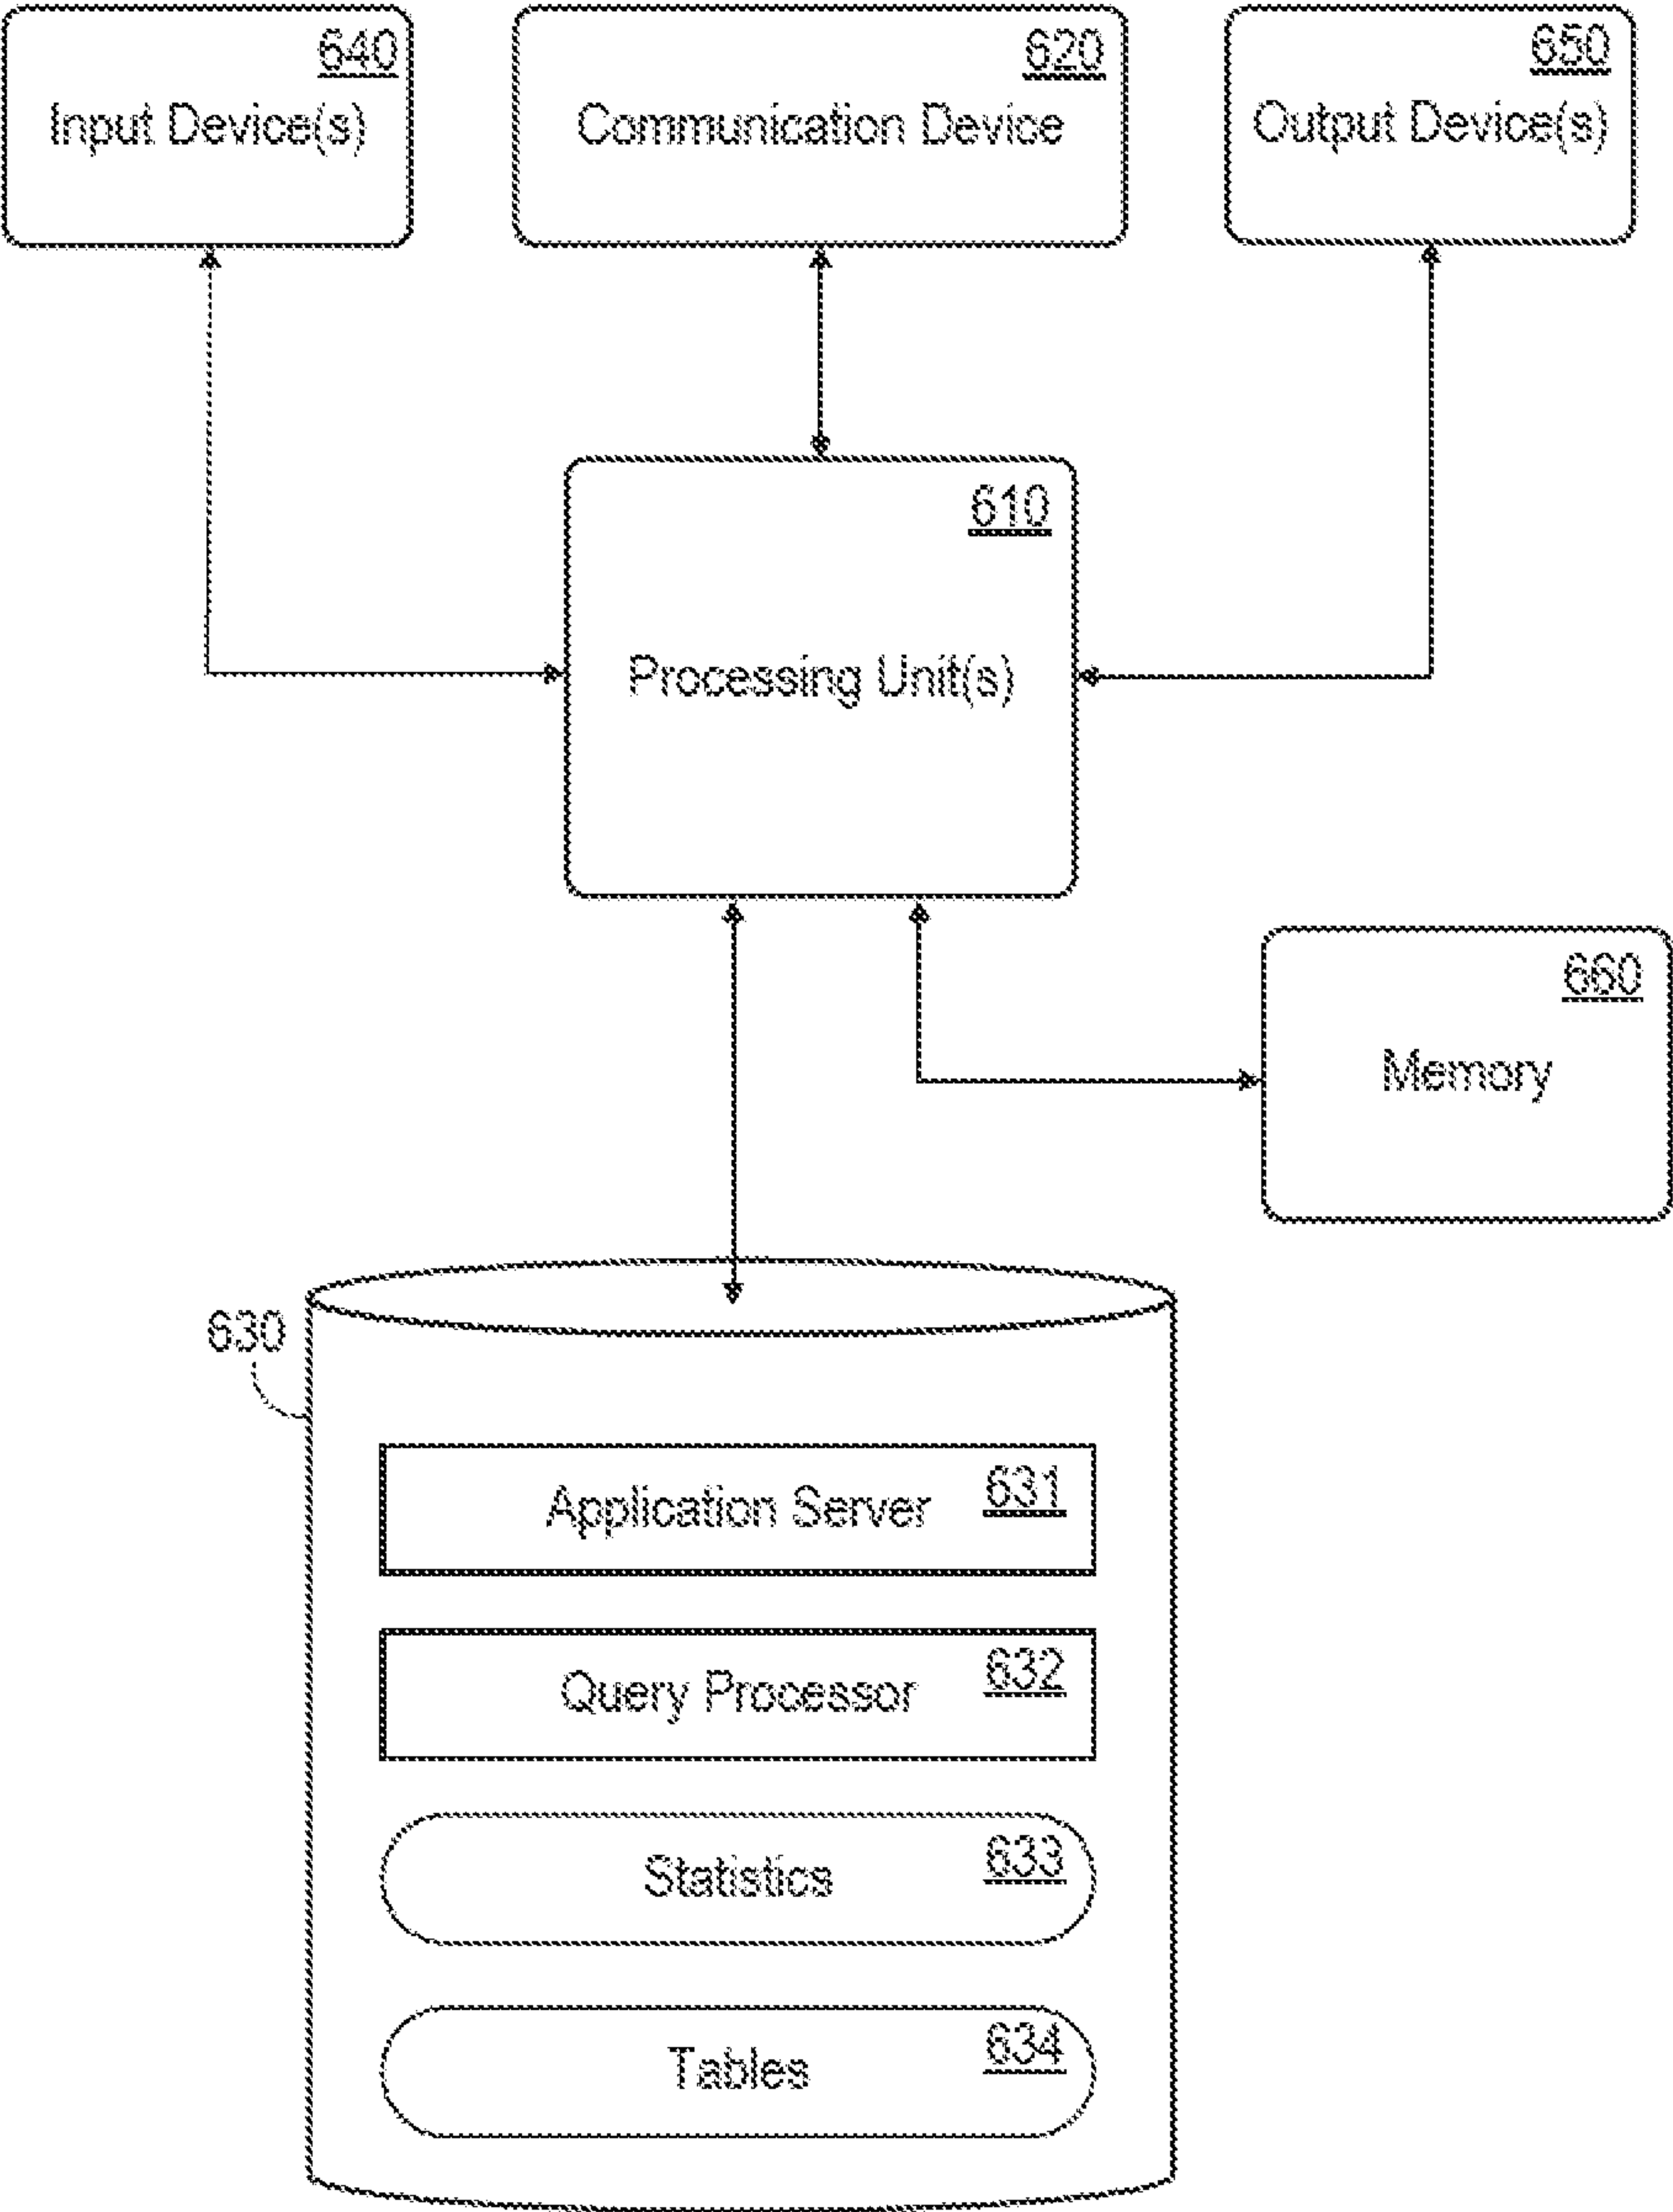 640
Input Device(s)
620
Communication Device
650
Output Device(s)
610
Processing Unit(s)
660
Memory
630
Application Server
631
Query Processor
632
Statistics
633
Tables
634